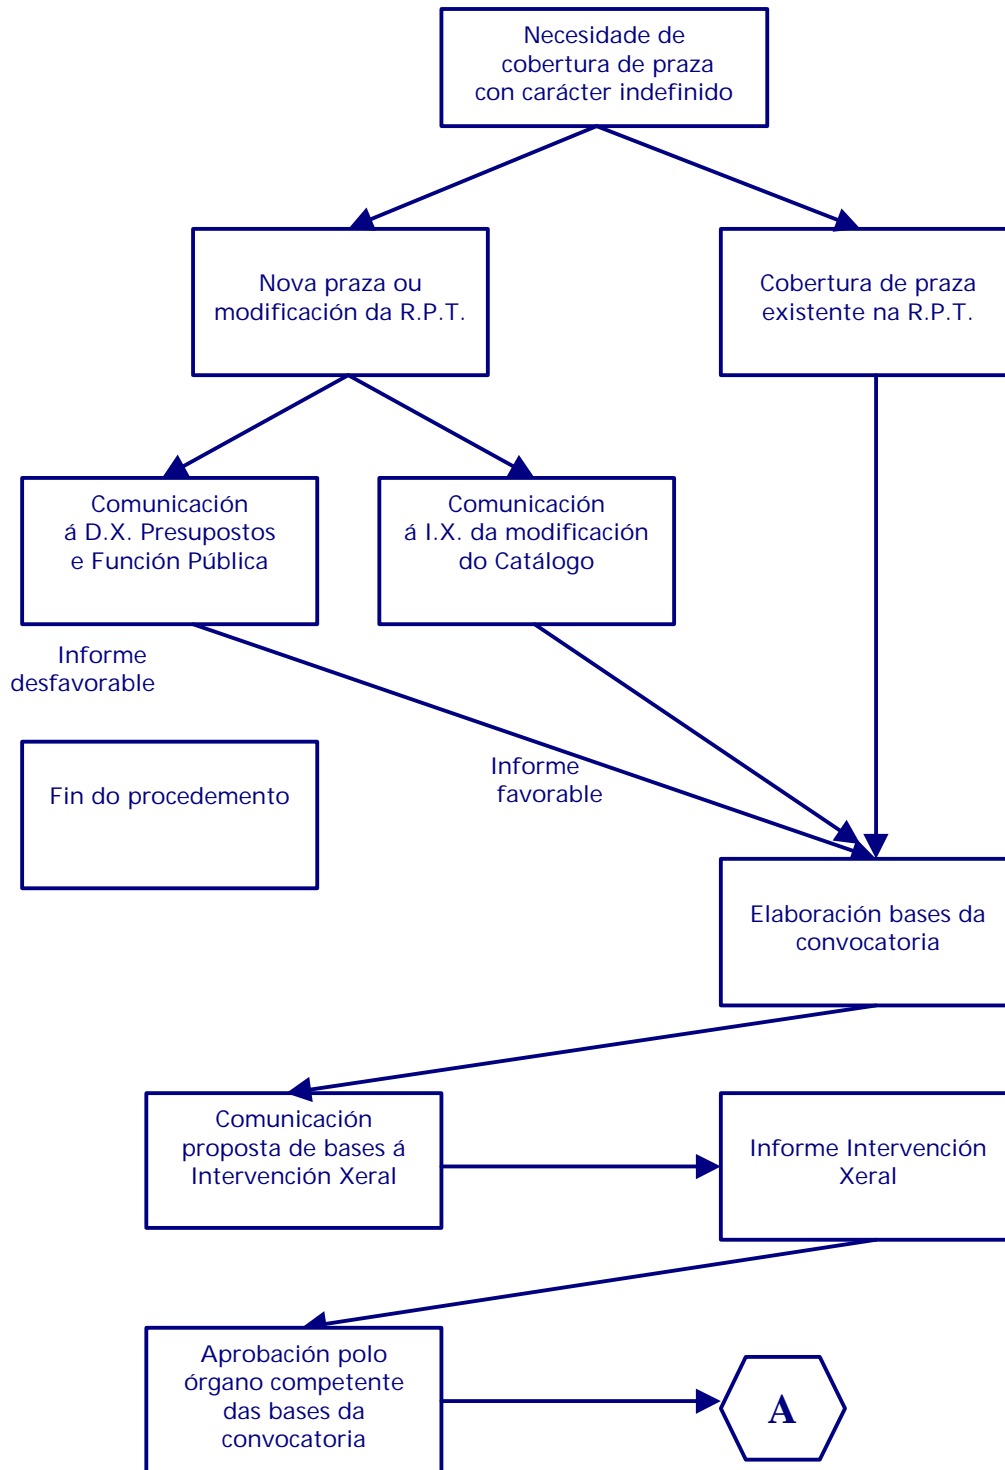 Necesidade de
cobertura de praza
con carácter indefinido
Nova praza ou
modificación da R.P.T.
Cobertura de praza
existente na R.P.T.
Comunicación
á D.X. Presupostos
e Función Pública
Comunicación
á I.X. da modificación
do Catálogo
Informe
desfavorable
Informe
favorable
Fin do procedemento
Elaboración bases da
convocatoria
Comunicación
proposta de bases á
Intervención Xeral
Informe Intervención
Xeral
Aprobación polo
órgano competente
das bases da
convocatoria
A